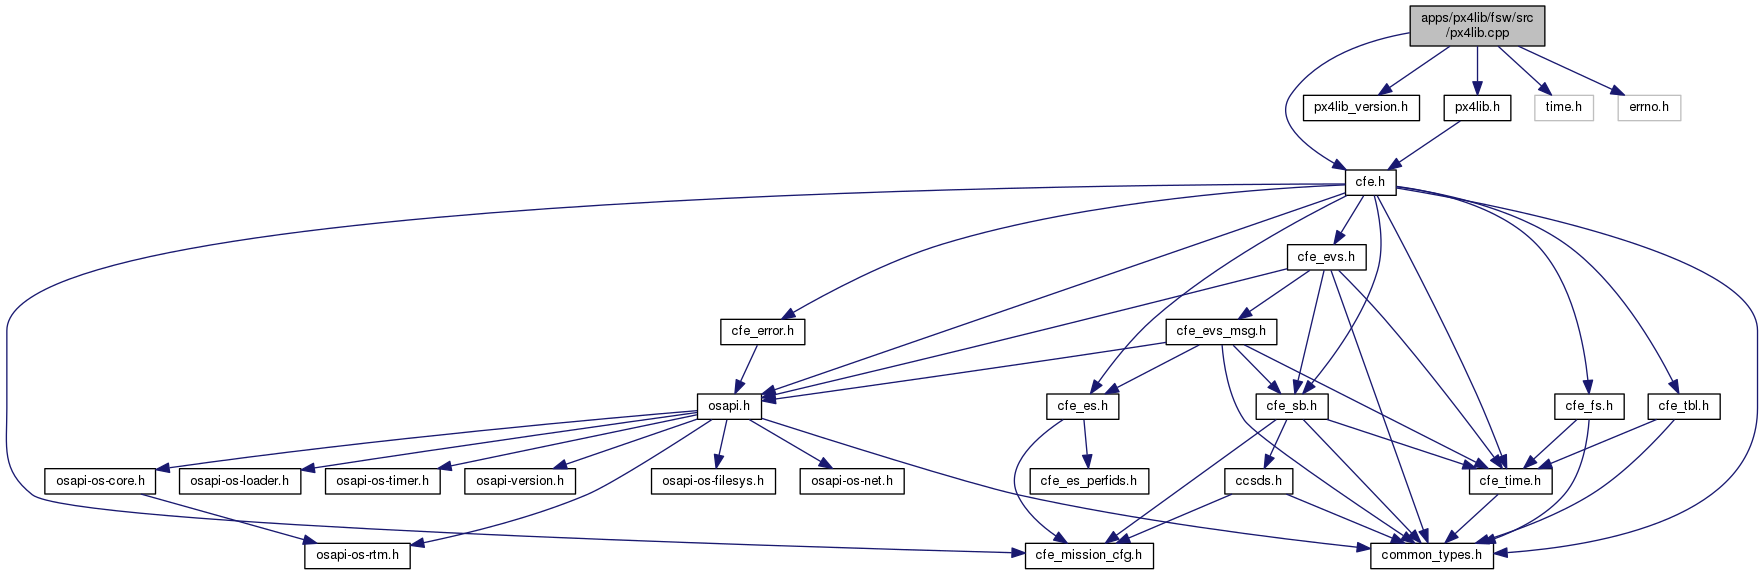 apps/px4lib/fsw/src
/px4lib.cpp
px4lib_version.h
px4lib.h
time.h
errno.h
cfe.h
cfe_evs.h
cfe_error.h
cfe_evs_msg.h
osapi.h
cfe_es.h
cfe_sb.h
cfe_fs.h
cfe_tbl.h
osapi-os-core.h
osapi-os-loader.h
osapi-os-timer.h
osapi-version.h
osapi-os-filesys.h
osapi-os-net.h
cfe_es_perfids.h
ccsds.h
cfe_time.h
osapi-os-rtm.h
cfe_mission_cfg.h
common_types.h